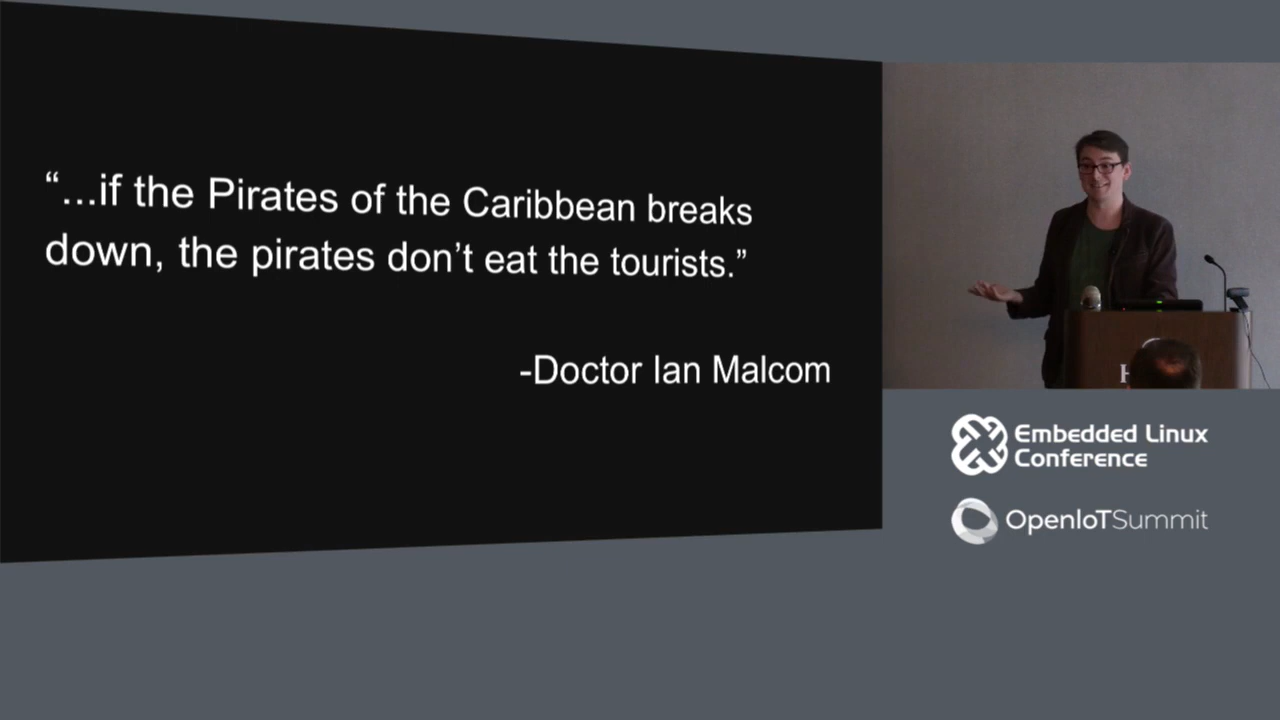 “...if the Pirates of the Caribbean breaks
down, the pirates don’t eat the tourists.”
-Doctor Ian Malcom
H
Embedded Linux
Conference
OpenIoTSummit